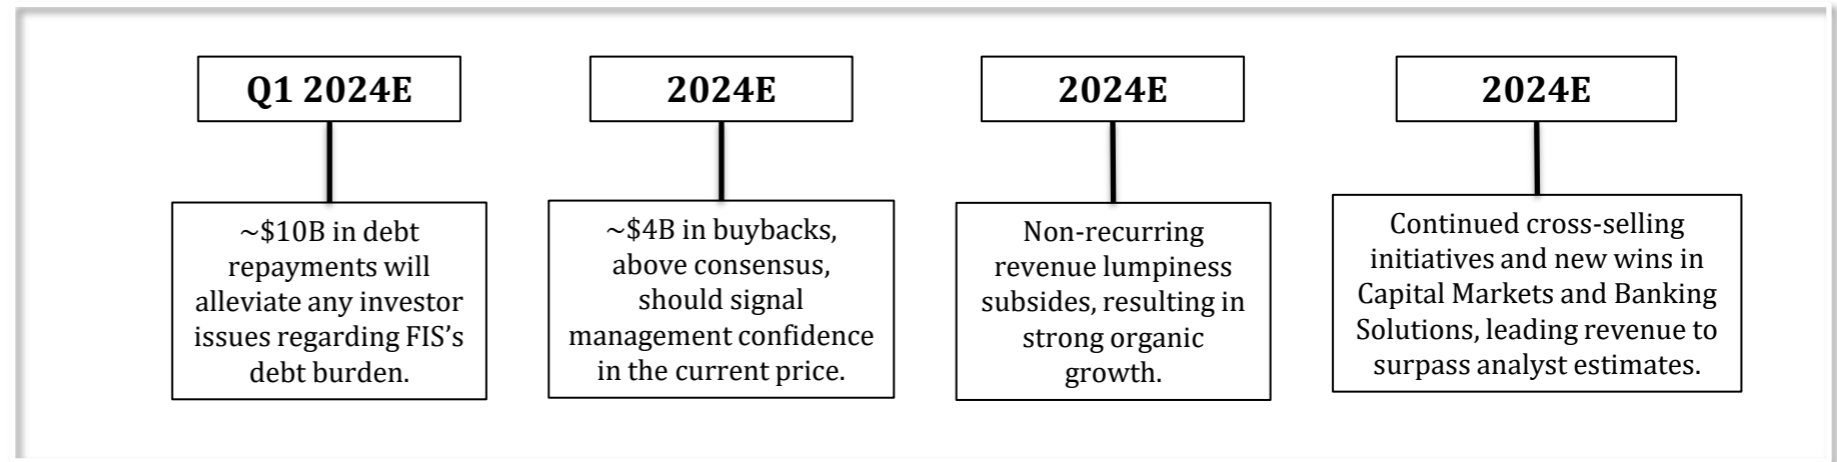 Q1 2024E
~$10B in debt
repayments will
alleviate any investor
issues regarding FIS’s
debt burden.
2024E
~$4B in buybacks,
above consensus,
should signal
management confidence
in the current price.
2024E
Non-recurring
revenue lumpiness
subsides, resulting in
strong organic
growth.
2024E
Continued cross-selling
initiatives and new wins in
Capital Markets and Banking
Solutions, leading revenue to
surpass analyst estimates.